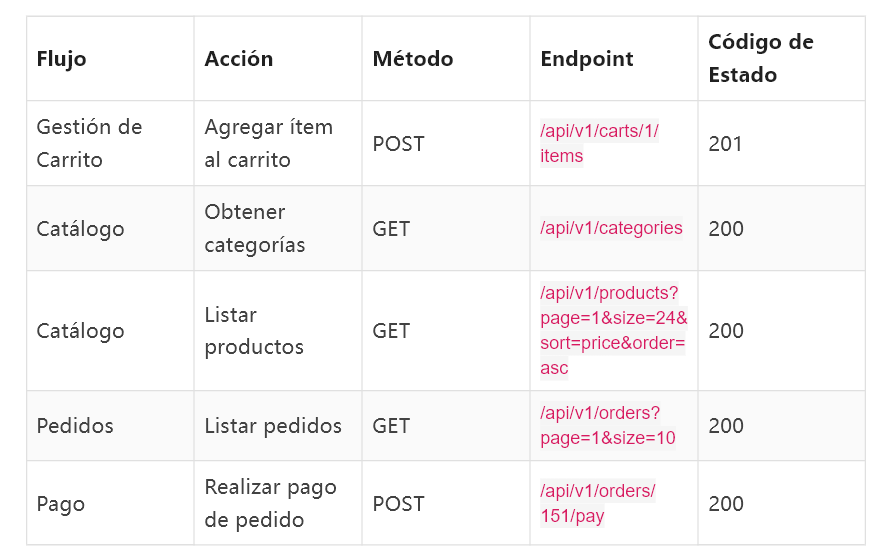 Flujo
Acción
Método
Endpoint
Código de
Estado
Gestión de
Carrito
Agregar ítem
al carrito
POST
/api/v1/carts/1/
items
201
Catálogo
Obtener
categorías
GET
/api/v1/categories
200
Catálogo
Listar
productos
GET
/api/v1/products?
page=1&size=24&
sort=price&order=
asc
200
Pedidos
Listar pedidos
GET
/api/v1/orders?
page=1&size=10
200
Pago
Realizar pago
de pedido
POST
/api/v1/orders/
151/pay
200